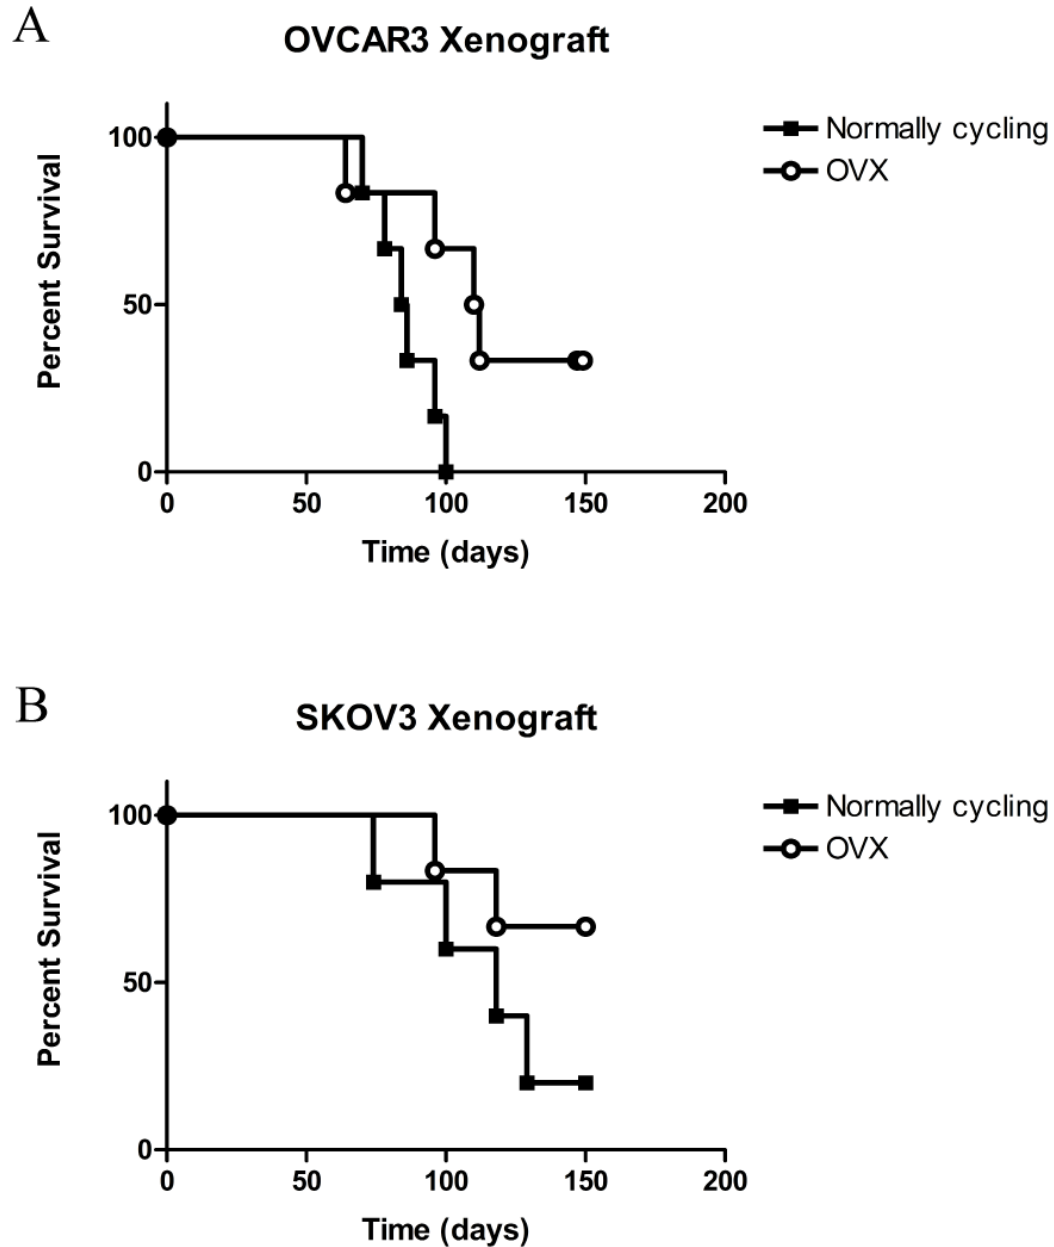 A
OVCAR3 Xenograft
Normally cycling
OVX
Percent Survival
100
50
0
0 50 100 150 200
Time (days)
B
SKOV3 Xenograft
Normally cycling
OVX
Percent Survival
100
50
0
0 50 100 150 200
Time (days)